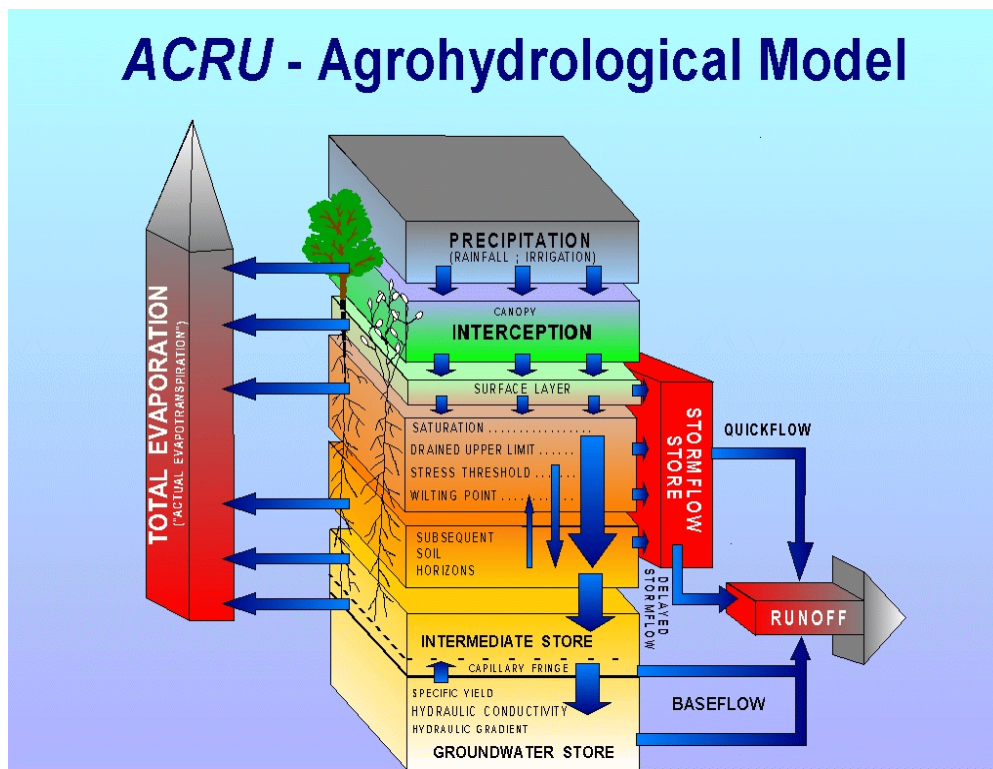 ACRU - Agrohydrological Model
PRECIPITATION
(RAINFALL ; IRRIGATION)
CANOPY
INTERCEPTION
SURFACE LAYER
SATURATION ..............
DRAINED UPPER LIMIT ......
STRESS THRESHOLD ..........
WILTING POINT ............
SUBSEQUENT
SOIL
HORIZONS
INTERMEDIATE STORE
CAPILLARY FRINGE
SPECIFIC YIELD
HYDRAULIC CONDUCTIVITY
HYDRAULIC GRADIENT
GROUNDWATER STORE
TOTAL EVAPORATION
("ACTUAL EVAPOTRANSPIRATION")
STORMFLOW
STORE
QUICKFLOW
DELAYED
STORMFLOW
RUNOFF
BASEFLOW